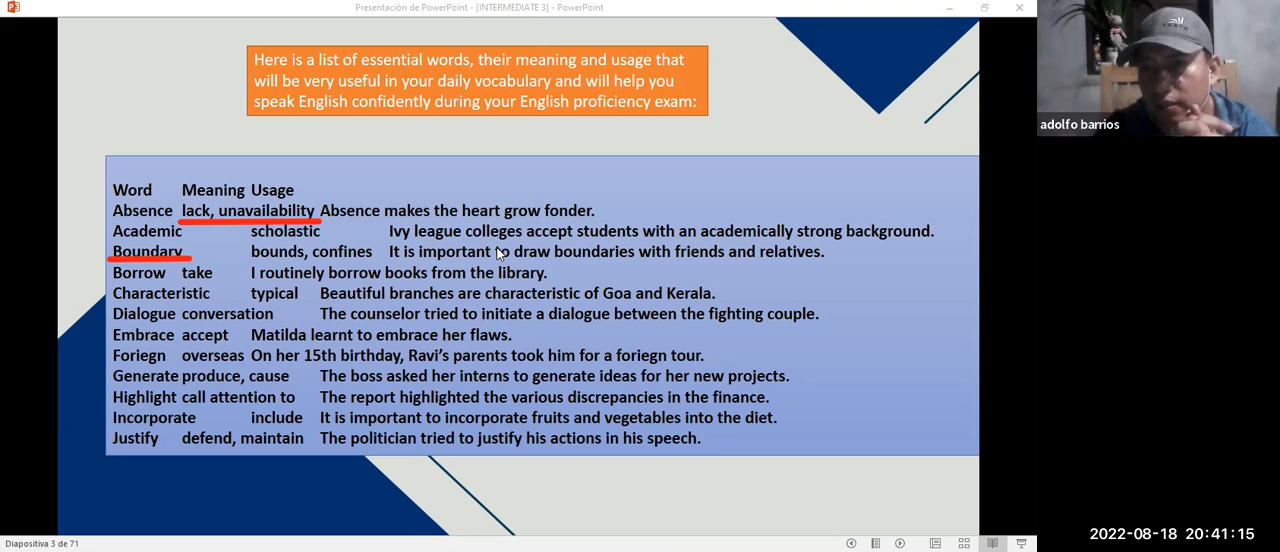 Presentación de PowerPoint - [INTERMEDIATE 3] - PowerPoint
Here is a list of essential words, their meaning and usage that
will be very useful in your daily vocabulary and will help you
speak English confidently during your English proficiency exam:
adolfo barrios
Word Meaning Usage
Absence lack, unavailability Absence makes the heart grow fonder.
Academic scholastic Ivy league colleges accept students with an academically strong background.
Boundary bounds, confines It is important to draw boundaries with friends and relatives.
Borrow take I routinely borrow books from the library.
Characteristic typical Beautiful branches are characteristic of Goa and Kerala.
Dialogue conversation The counselor tried to initiate a dialogue between the fighting couple.
Embrace accept Matilda learnt to embrace her flaws.
Foriegn overseas On her 15th birthday, Ravi's parents took him for a foriegn tour.
Generate produce, cause The boss asked her interns to generate ideas for her new projects.
Highlight call attention to The report highlighted the various discrepancies in the finance.
Incorporate include It is important to incorporate fruits and vegetables into the diet.
Justify defend, maintain The politician tried to justify his actions in his speech.
Diapositiva 3 de 71
2022-08-18 20:41:15